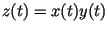 z(t) = x(t)y(t)